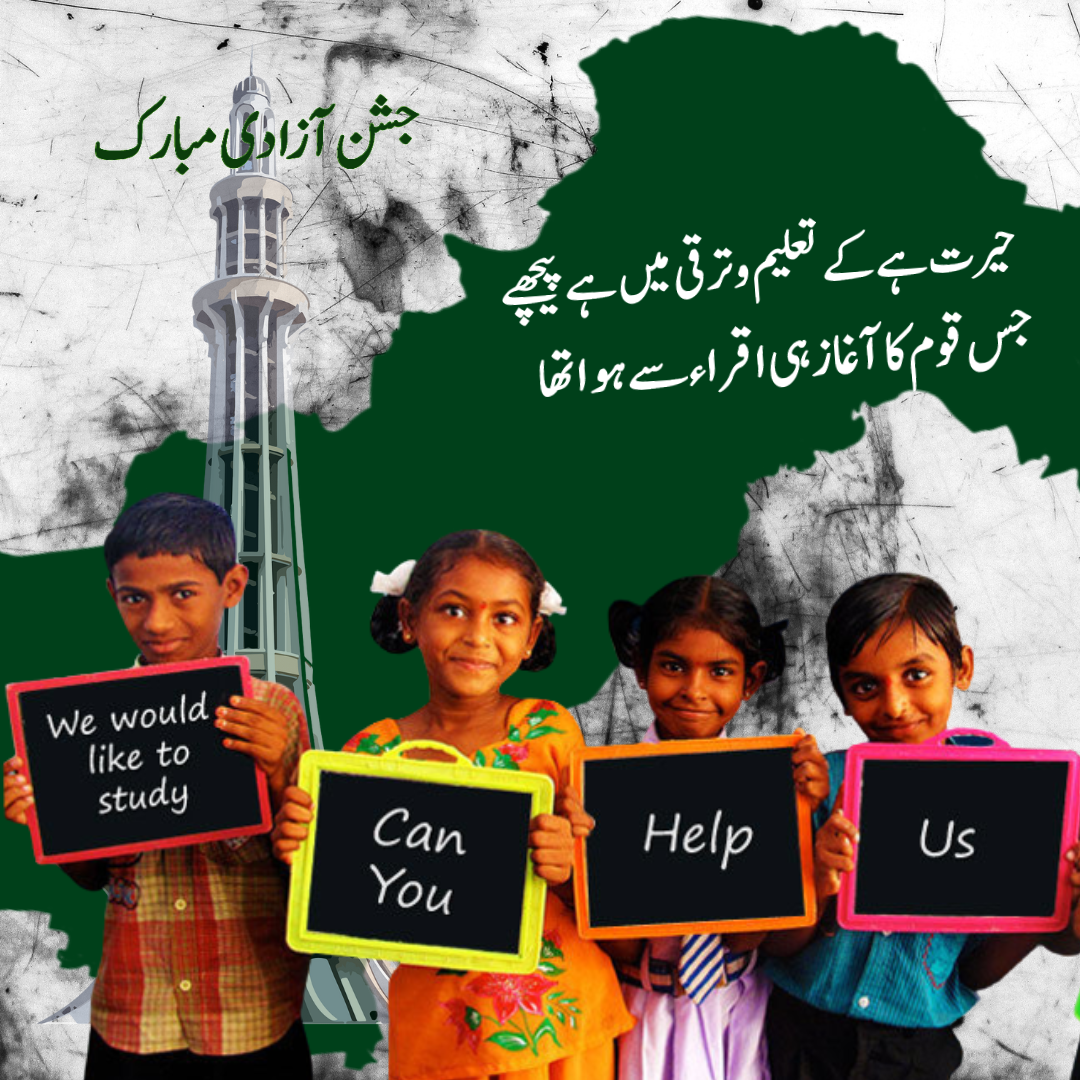 جشن آزادی مبارک
حیرت ہے کے تعلیم و ترقی میں ہے پیچھے
جس قوم کا آغاز ہی اقراء سے ہوا تھا
We would
like to
study
Can
You
Help
Us